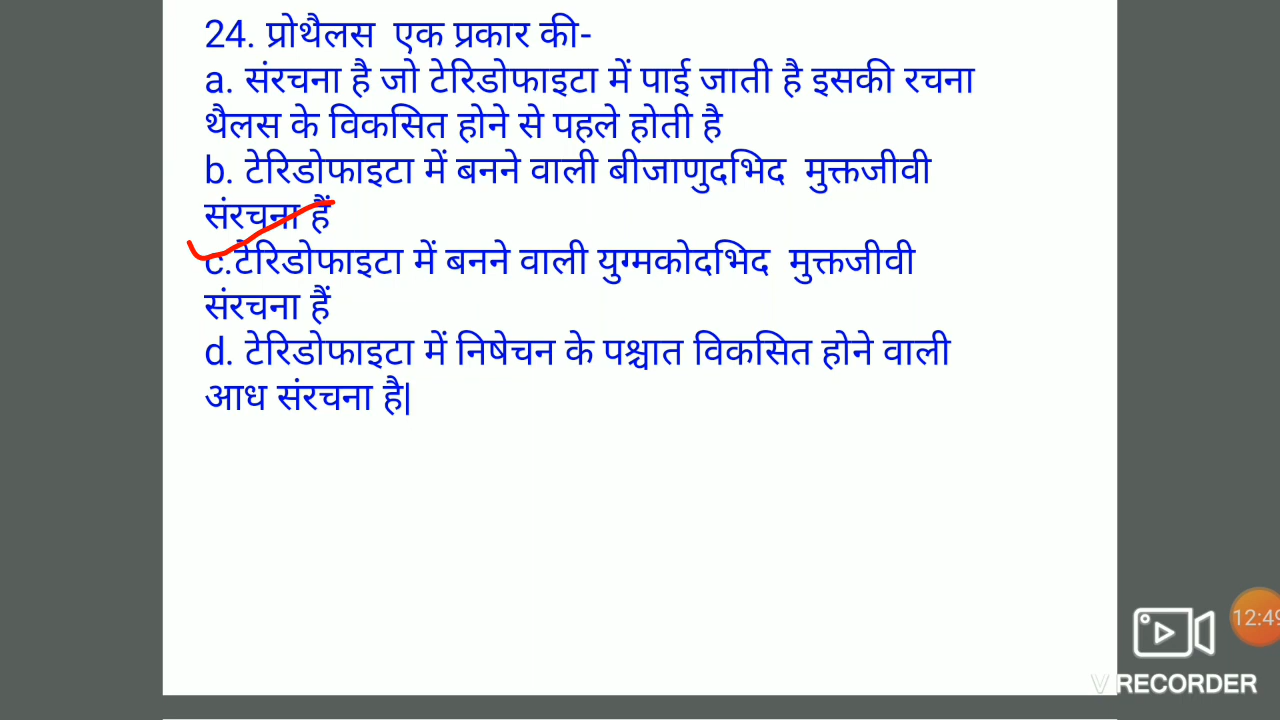 24. प्रोथैलस एक प्रकार की-
a. संरचना है जो टेरिडोफाइटा में पाई जाती है इसकी रचना
थैलस के विकसित होने से पहले होती है
b. टेरिडोफाइटा में बनने वाली बीजाणुदभिद मुक्तजीवी
संरचना हैं
c.टेरिडोफाइटा में बनने वाली युग्मकोदभिद मुक्तजीवी
संरचना हैं
d. टेरिडोफाइटा में निषेचन के पश्चात विकसित होने वाली
आध संरचना है|
12:49
V RECORDER